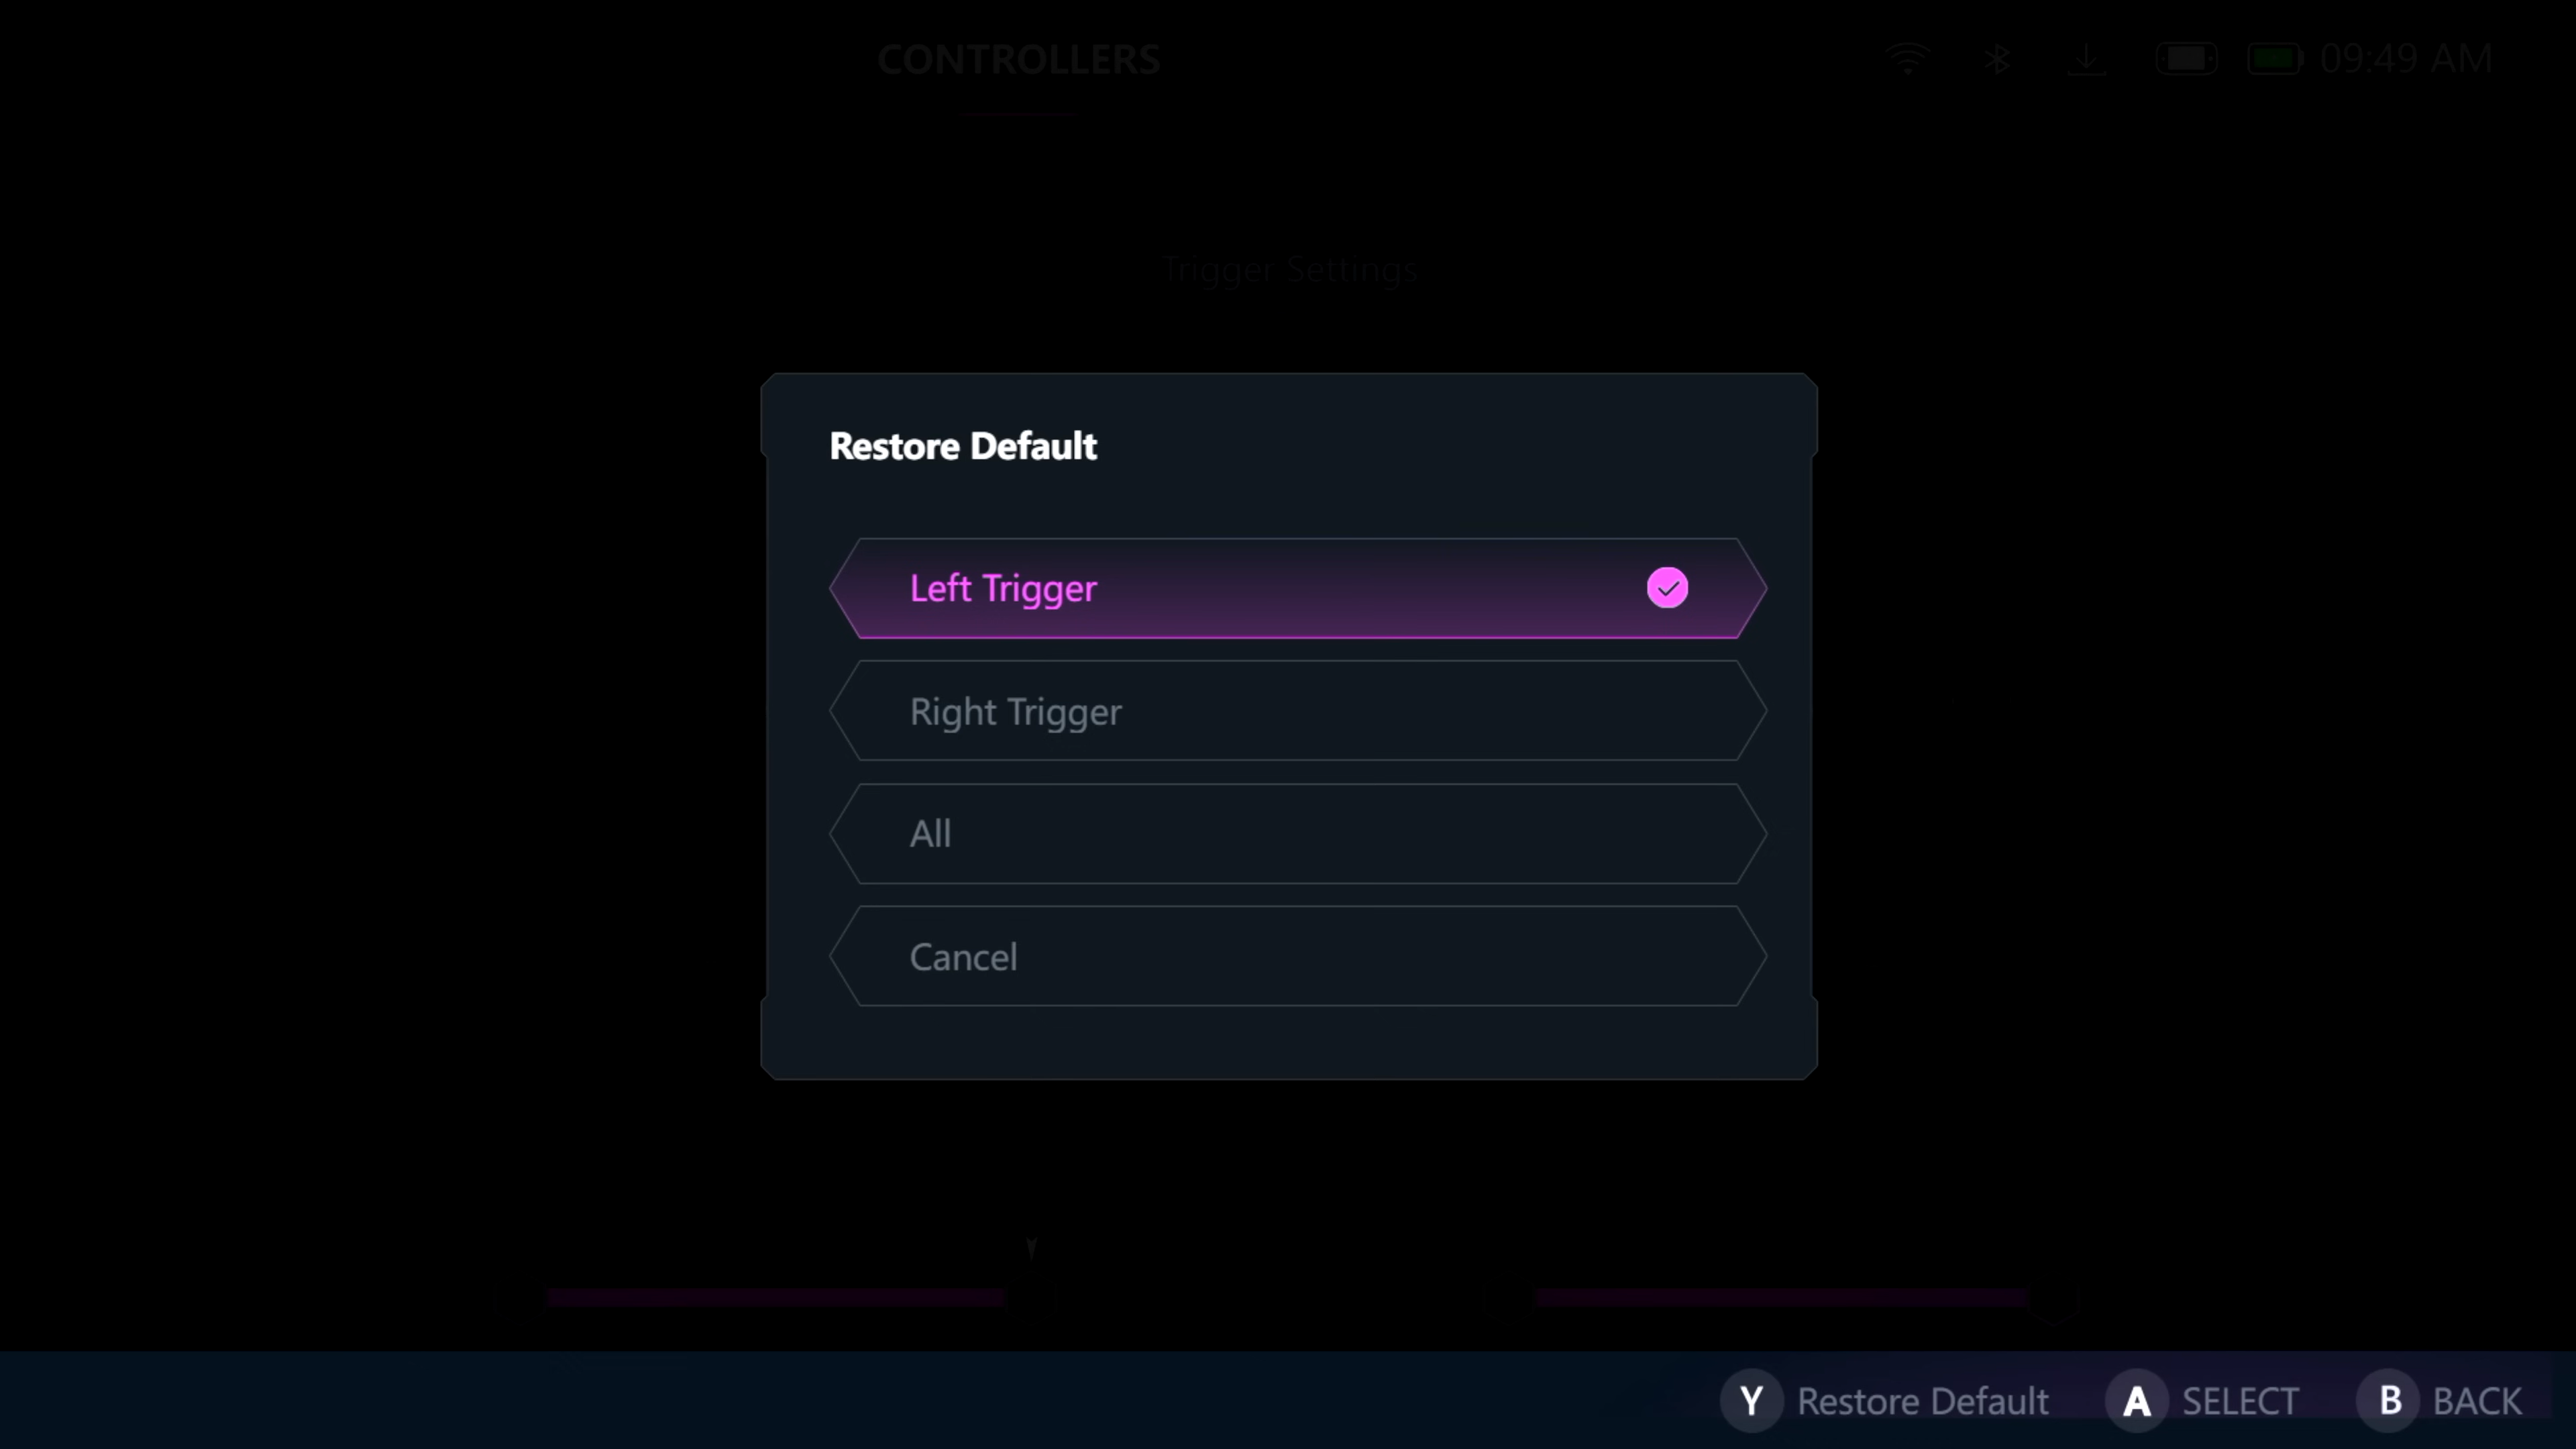 CONTROLLERS
09:49 AM
Trigger Settings
Restore Default
Left Trigger
Right Trigger
All
Cancel
Y Restore Default A SELECT B BACK